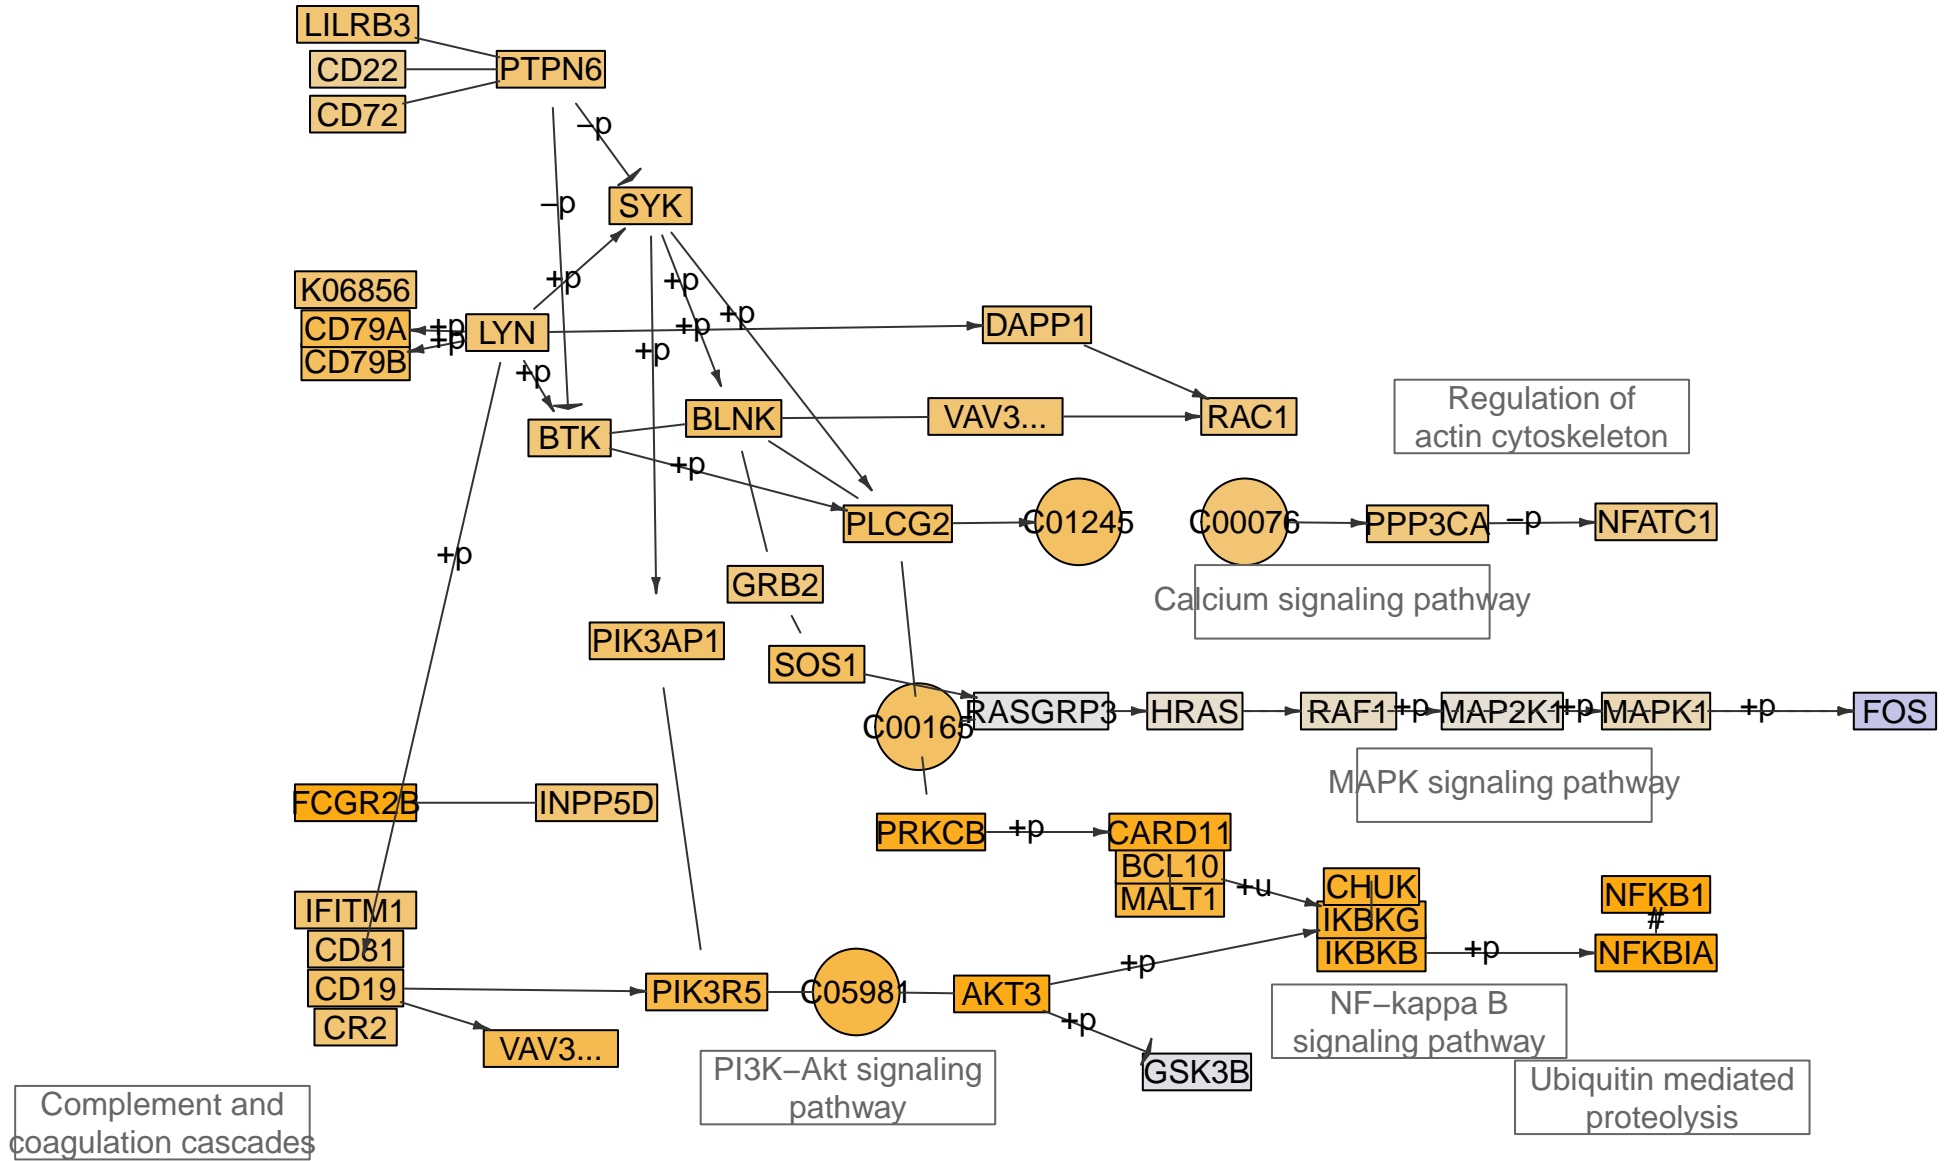 LILRB3
CD22
PTPN6
CD72
–p
SYK
–p
+p
+p
K06856
+p
CD79A
+p
LYN
+p
DAPP1
+p
CD79B
+p
+p
BLNK
VAV3...
RAC1
Regulation of
actin cytoskeleton
BTK
+p
PLCG2
C01245
C00076
PPP3CA
–p
NFATC1
+p
GRB2
Calcium signaling pathway
PIK3AP1
SOS1
C00165
RASGRP3
HRAS
RAF1
+p
MAP2K1
+p
MAPK1
+p
FOS
MAPK signaling pathway
FCGR2B
INPP5D
PRKCB
+p
CARD11
BCL10
+u
MALT1
CHUK
IKBKG
IKBKB
NFKB1
#
+p
NFKBIA
IFITM1
CD81
CD19
CR2
PIK3R5
C05981
AKT3
+p
+p
VAV3...
GSK3B
NF–kappa B
signaling pathway
PI3K–Akt signaling
pathway
Ubiquitin mediated
proteolysis
Complement and
coagulation cascades